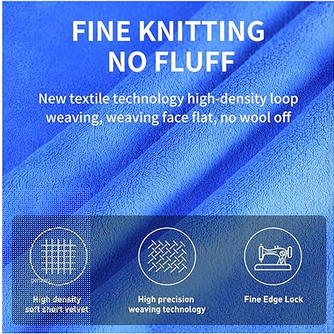 FINE KNITTING
NO FLUFF
New textile technology high-density loop
weaving, weaving face flat, no wool off
High density
soft short velvet
High precision
weaving technology
Fine Edge Lock